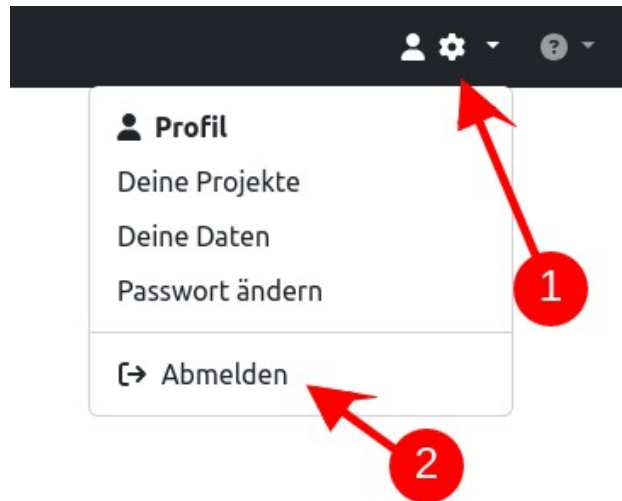 Profil
Deine Projekte
Deine Daten
Passwort ändern
1
Abmelden
2